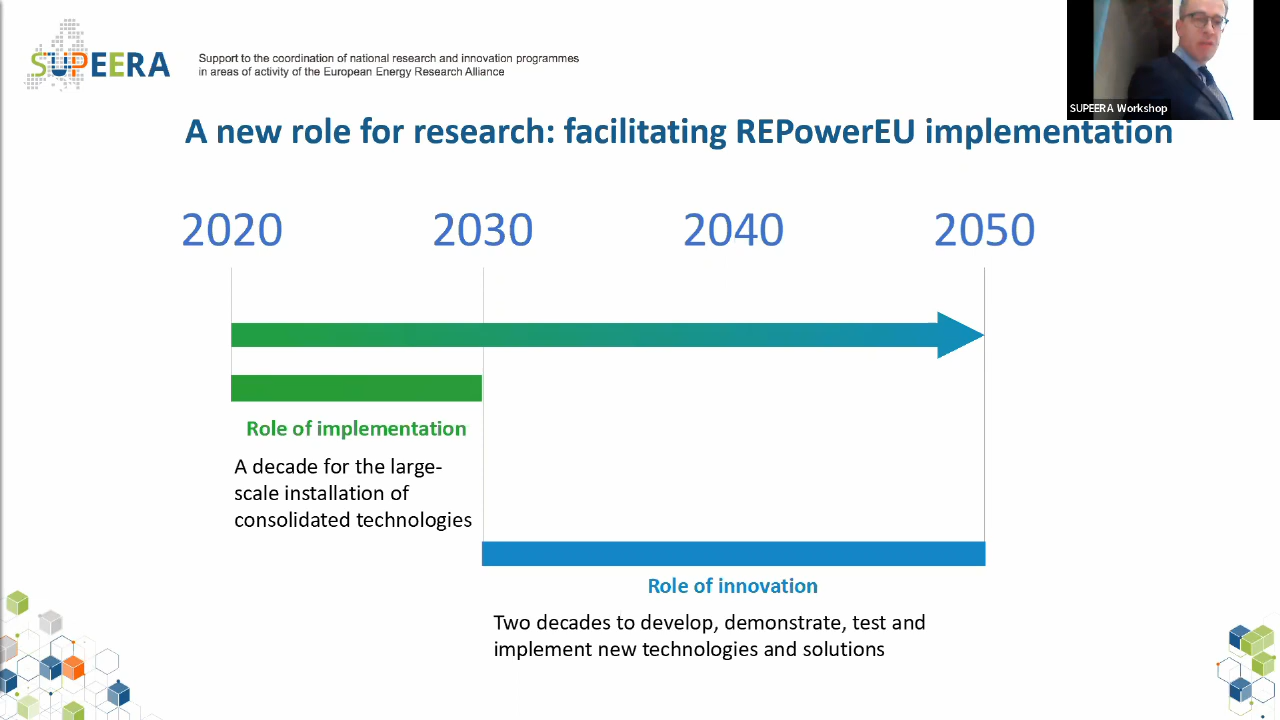 SUPEERA
Support to the coordination of national research and innovation programmes
in areas of activity of the European Energy Research Alliance
SUPEERA Workshop
A new role for research: facilitating REPowerEU implementation
2020 2030 2040 2050
Role of implementation
A decade for the large-
scale installation of
consolidated technologies
Role of innovation
Two decades to develop, demonstrate, test and
implement new technologies and solutions